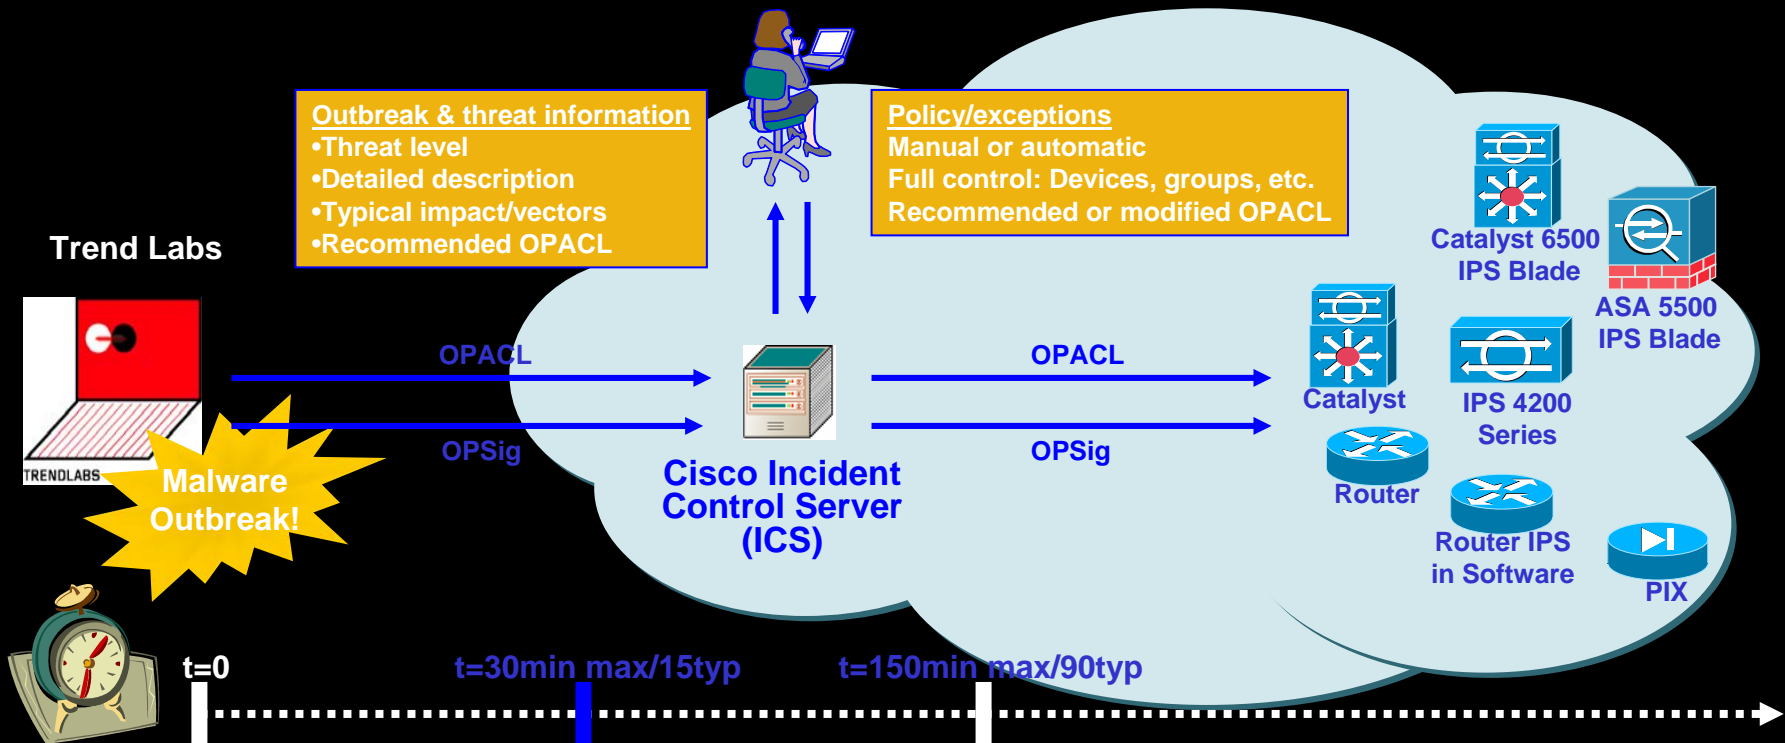 Outbreak & threat information
•Threat level
•Detailed description
•Typical impact/vectors
•Recommended OPACL
Policy/exceptions
Manual or automatic
Full control: Devices, groups, etc.
Recommended or modified OPACL
Trend Labs
TRENDLABS
Malware
Outbreak!
OPACL
OPSig
Cisco Incident
Control Server
(ICS)
OPACL
OPSig
Catalyst 6500
IPS Blade
ASA 5500
IPS Blade
Catalyst
IPS 4200
Series
Router
Router IPS
in Software
PIX
t=0
t=30min max/15typ
t=150min max/90typ